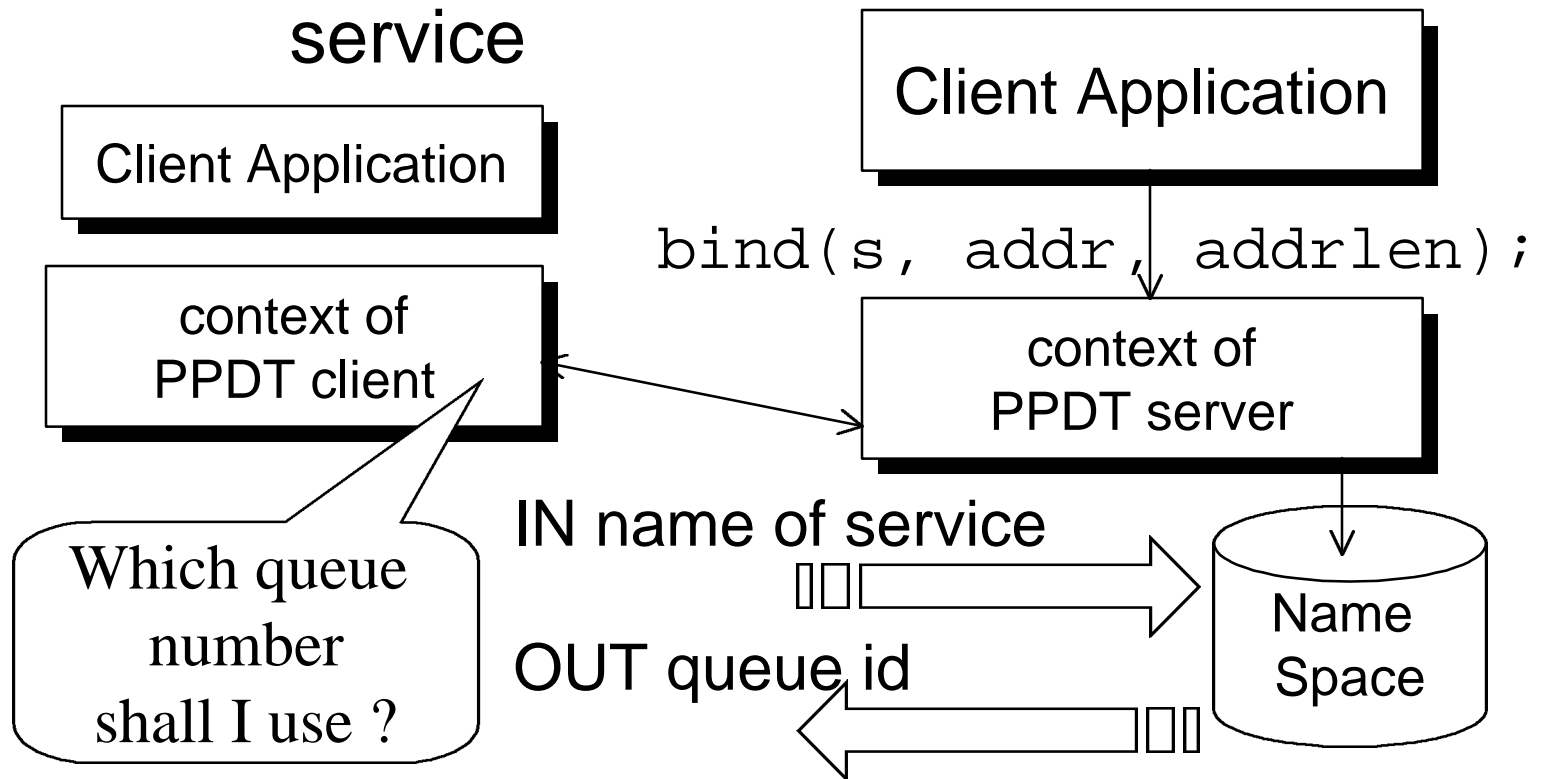 service
Client Application
Client Application
bind(s, addr, addrlen);
context of
PPDT client
context of
PPDT server
IN name of service
Which queue
number
shall I use ?
OUT queue id
Name
Space